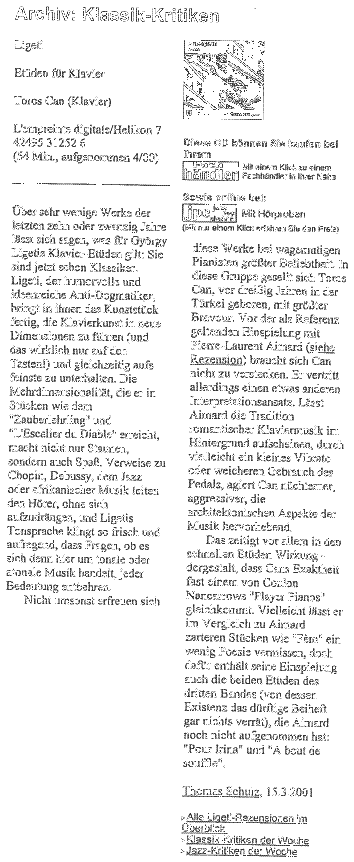 Archiv: Klassik-Kritiken
Ligeti
Etüden für Klavier
Toros Can (Klavier)
L'empreinte digitale/Helikon 7
42495 31252 6
(54 Min., aufgenommen 4/00)
Über sehr wenige Werke der
letzten zehn oder zwanzig Jahre
lässt sich sagen, was für György
Ligetis Klavier-Etüden gilt: Sie
sind jetzt schon Klassiker.
Ligeti, der humorvolle und
ideenreiche Anti-Dogmatiker,
bringt in ihnen das Kunststück
fertig, die Klavierkunst in neue
Dimensionen zu führen (und
das wirklich nur auf den
Tasten!) und gleichzeitig aufs
feinste zu unterhalten. Die
Mehrdimensionalität, die er in
Stücken wie dem
"Zauberlehrling" und
"L'Escalier du Diable" erreicht,
macht nicht nur Staunen,
sondern auch Spaß. Verweise zu
Chopin, Debussy, dem Jazz
oder afrikanischer Musik leiten
den Hörer, ohne sich
aufzudrängen, und Ligetis
Tonsprache klingt so frisch und
aufregend, dass Fragen, ob es
sich denn hier um tonale oder
atonale Musik handelt, jeder
Bedeutung entbehren.
Nicht umsonst erfreuen sich
Diese CD können Sie kaufen bei
Ihrem
händler
Mit einem Klick zu einem
Fachhändler in Ihrer Nähe
Sowie online bei:
jpc
Mit Hörproben
(Mit nur einem Klick erfahren Sie den Preis)
diese Werke bei wagemutigen
Pianisten größter Beliebtheit. In
diese Gruppe gesellt sich Toros
Can, vor dreißig Jahren in der
Türkei geboren, mit größter
Bravour. Vor der als Referenz
geltenden Einspielung mit
Pierre-Laurent Aimard (siehe
Rezension) braucht sich Can
nicht zu verstecken. Er vertritt
allerdings einen etwas anderen
Interpretationsansatz. Lässt
Aimard die Tradition
romantischer Klaviermusik im
Hintergrund aufscheinen, durch
vielleicht ein kleines Vibrato
oder weicheren Gebrauch des
Pedals, agiert Can nüchterner,
aggressiver, die
architektonischen Aspekte der
Musik hervorhebend.
Das zeitigt vor allem in den
schnellen Etüden Wirkung -
dergestalt, dass Cans Exaktheit
fast einem von Conlon
Nancarrows "Player Pianos"
gleichkommt. Vielleicht lässt er
im Vergleich zu Aimard
zarteren Stücken wie "Fém" ein
wenig Poesie vermissen, doch
dafür enthält seine Einspielung
auch die beiden Etüden des
dritten Bandes (von dessen
Existenz das dürftige Beiheft
gar nichts verrät), die Aimard
noch nicht aufgenommen hat:
"Pour Irina" und "A bout de
souffle".
Thomas Schulz, 15.3.2001
Alle Ligeti-Rezensionen im
Überblick
Klassik-Kritiken der Woche
Jazz-Kritiken der Woche